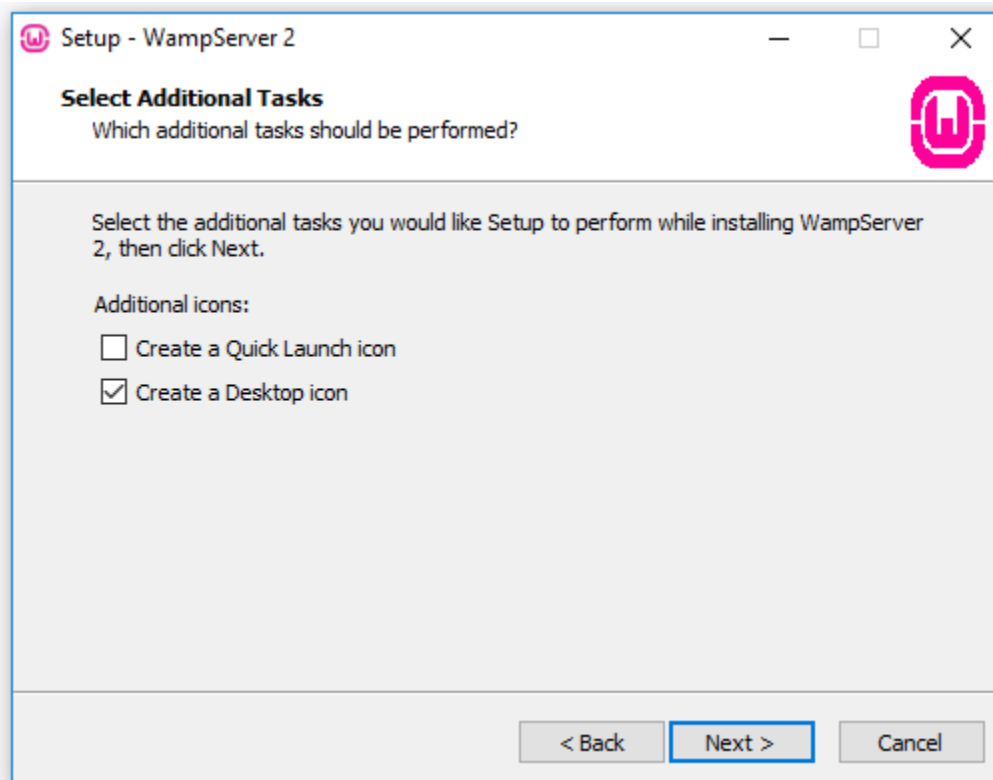 Setup - WampServer 2
Select Additional Tasks
Which additional tasks should be performed?
Select the additional tasks you would like Setup to perform while installing WampServer
2, then click Next.
Additional icons:
Create a Quick Launch icon
Create a Desktop icon
< Back Next > Cancel